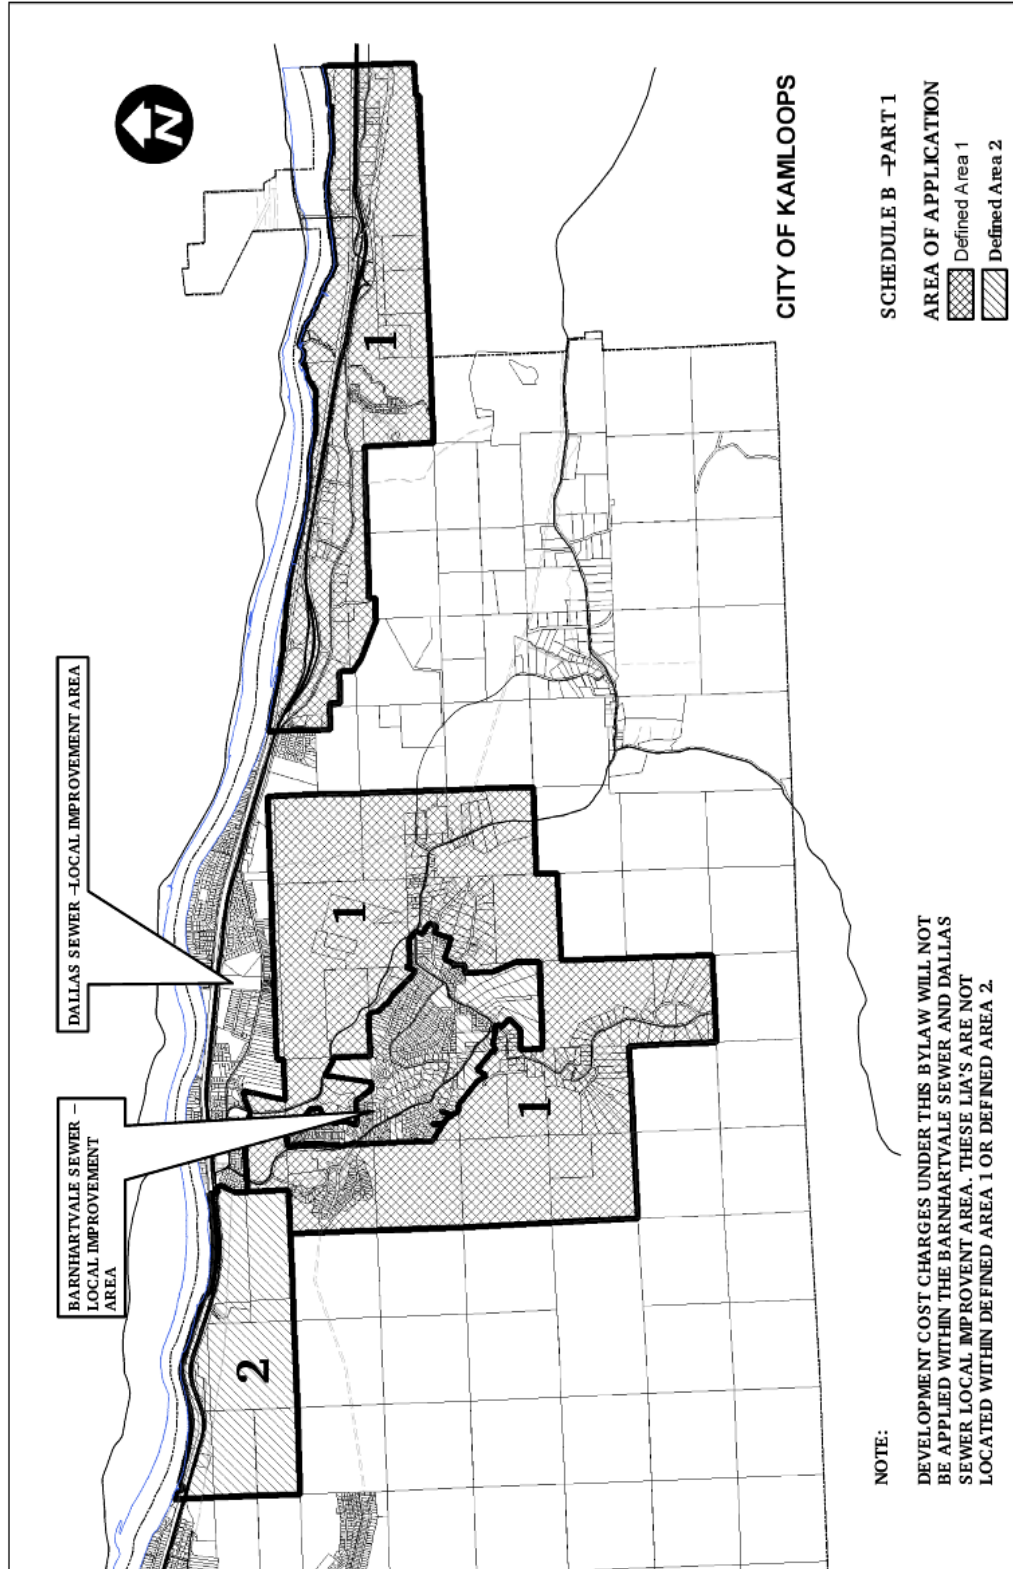 N
DALLAS SEWER -LOCAL IMPROVEMENT AREA
BARNHARTVALE SEWER -
LOCAL IMPROVEMENT
AREA
2
1
1
1
CITY OF KAMLOOPS
SCHEDULE B -PART 1
AREA OF APPLICATION
Defined Area 1
Defined Area 2
NOTE:
DEVELOPMENT COST CHARGES UNDER THIS BYLAW WILL NOT
BE APPLIED WITHIN THE BARNHARTVALE SEWER AND DALLAS
SEWER LOCAL IMPROVENT AREA. THESE LIA'S ARE NOT
LOCATED WITHIN DEFINED AREA 1 OR DEFINED AREA 2.